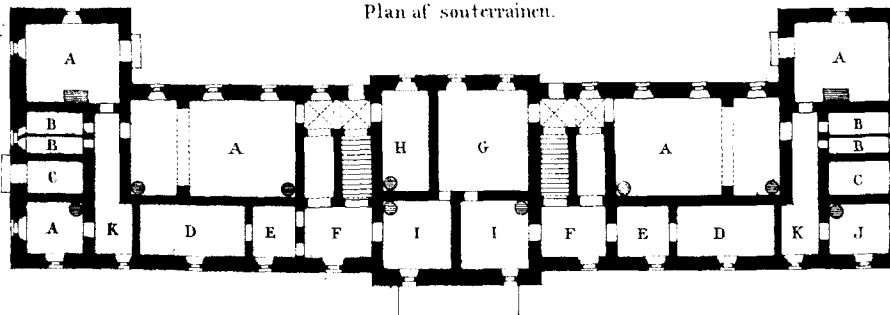 Plan af souterrainen.
A A
B B
B A H G A B
C C
A K D E F I I F E D K J